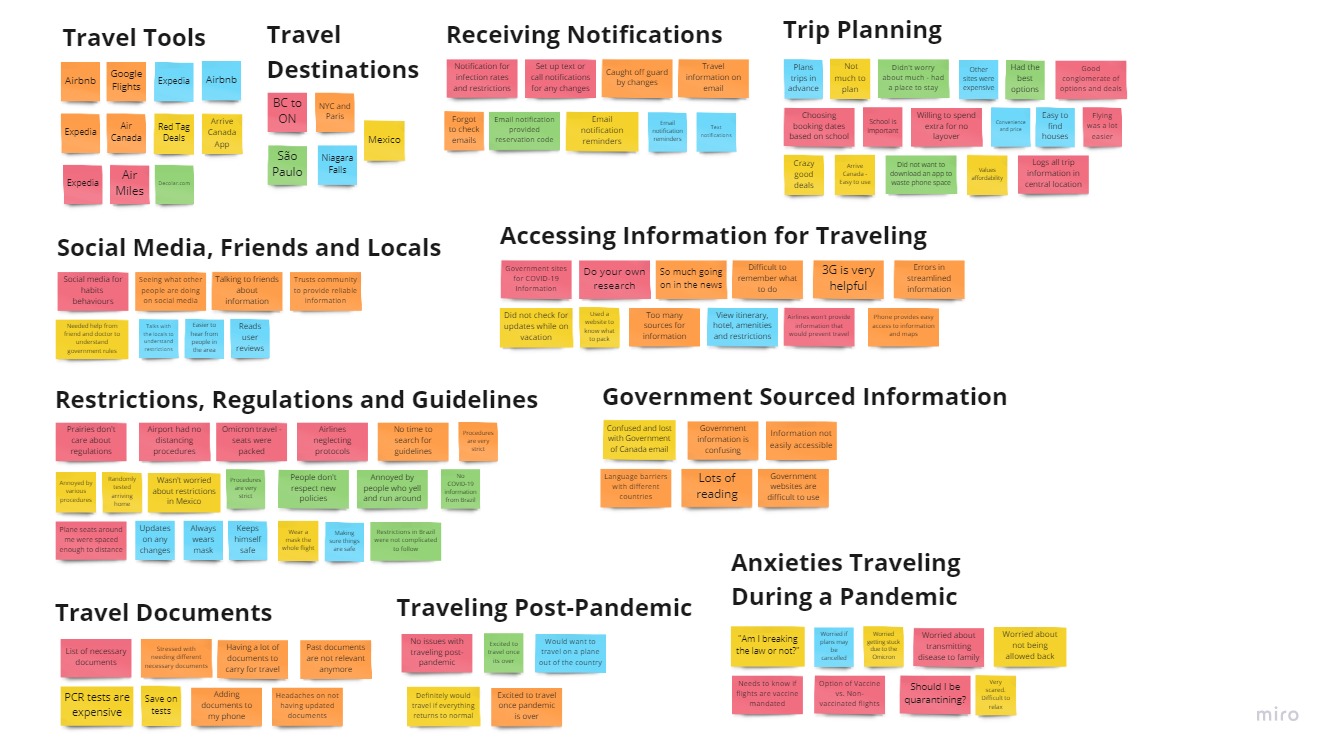 Travel Tools
Airbnb
Google
Flights
Expedia
Airbnb
Expedia
Air
Canada
Red Tag
Deals
Arrive
Canada
App
Expedia
Air
Miles
Travel
Destinations
BC to
ON
NYC and
Paris
Mexico
São
Paulo
Niagara
Falls
Receiving Notifications
Notification for
infection rates
and restrictions
Set up text or
call notifications
for any changes
Caught off guard
by changes
Travel
information on
email
Forgot
to check
emails
Email notification
provided
reservation code
Email
notification
reminders
Email
notification
reminders
Text
notifications
Trip Planning
Plans
trips in
advance
Not
much to
plan
Didn't worry
about much - had
a place to stay
Other
sites were
expensive
Had the
best
options
Good
conglomerate of
options and deals
Choosing
booking dates
based on school
School is
important
Willing to spend
extra for no
layover
Convenience
and price
Easy to
find
houses
Flying
was a lot
easier
Crazy
good
deals
Arrive
Canada -
Easy to use
Did not want to
download an app to
waste phone space
Values
affordability
Logs all trip
information in
central location
Social Media, Friends and Locals
Social media for
habits
behaviours
Seeing what other
people are doing
on social media
Talking to friends
about
information
Trusts community
to provide reliable
information
Needed help from
friend and doctor to
understand
government rules
Talks with
the locals to
understand
restrictions
Easier to
hear from
people in
the area
Reads
user
reviews
Accessing Information for Traveling
Government sites
for COVID-19
Information
Do your own
research
So much going
on in the news
Difficult to
remember what
to do
3G is very
helpful
Errors in
streamlined
information
Did not check for
updates while on
vacation
Used a
website to
know what
to pack
Too many
sources for
information
View itinerary,
hotel, amenities
and restrictions
Airlines won't provide
information that
would prevent travel
Phone provides easy
access to information
and maps
Restrictions, Regulations and Guidelines
Prairies don't
care about
regulations
Airport had no
distancing
procedures
Omicron travel -
seats were
packed
Airlines
neglecting
protocols
No time to
search for
guidelines
Procedures
are very
strict
Annoyed by
various
procedures
Randomly
tested
arriving
home
Wasn't worried
about restrictions
in Mexico
Procedures
are very
strict
People don't
respect new
policies
Annoyed by
people who yell
and run around
No
COVID-19
information
from Brazil
Plane seats around
me were spaced
enough to distance
Updates
on any
changes
Always
wears
mask
Keeps
himself
safe
Wear a
mask the
whole flight
Making
sure things
are safe
Restrictions in Brazil
were not complicated
to follow
Government Sourced Information
Confused and lost
with Government
of Canada email
Government
information is
confusing
Information not
easily accessible
Language barriers
with different
countries
Lots of
reading
Government
websites are
difficult to use
Travel Documents
List of necessary
documents
Stressed with
needing different
necessary documents
Having a lot of
documents to
carry for travel
Past documents
are not relevant
anymore
PCR tests are
expensive
Save on
tests
Adding
documents to
my phone
Headaches on not
having updated
documents
Traveling Post-Pandemic
No issues with
traveling post-
pandemic
Excited to
travel once
its over
Would want to
travel on a plane
out of the country
Definitely would
travel if everything
returns to normal
Excited to travel
once pandemic
is over
Anxieties Traveling
During a Pandemic
"Am I breaking
the law or not?"
Worried if
plans may
be
cancelled
Worried
getting stuck
due to the
Omicron
Worried about
transmitting
disease to family
Worried about
not being
allowed back
Needs to know if
flights are vaccine
mandated
Option of Vaccine
vs. Non-
vaccinated flights
Should I be
quarantining?
Very
scared.
Difficult to
relax
miro